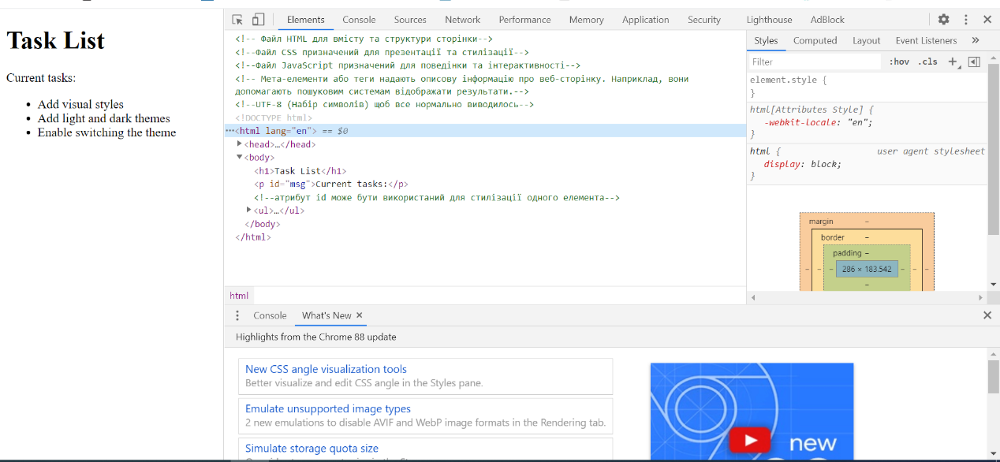 Task List
Current tasks:
Add visual styles
Add light and dark themes
Enable switching the theme
Elements Console Sources Network Performance Memory Application Security Lighthouse AdBlock
<!-- Файл HTML для вмісту та структури сторінки-->
<!--Файл CSS призначений для презентації та стилізації-->
<!--Файл JavaScript призначений для поведінки та інтерактивності-->
<!-- Мета-елементи або теги надають описову інформацію про веб-сторінку. Наприклад, вони
допомагають пошуковим системам відображати результати.-->
<!--UTF-8 (Набір символів) щоб все нормально виводилось-->
<!DOCTYPE html>
<html lang="en"> == $0
<head>…</head>
<body>
<h1>Task List</h1>
<p id="msg">Current tasks:</p>
<!--атрибут id може бути використаний для стилізації одного елемента-->
<ul>…</ul>
</body>
</html>
html
Styles Computed Layout Event Listeners »
Filter :hov .cls +
element.style {
}
html[Attributes Style] {
-webkit-locale: "en";
}
html { user agent stylesheet
display: block;
}
margin –
border –
padding –
– – – 286 × 183.542 – – –
–
Console What's New ×
Highlights from the Chrome 88 update
New CSS angle visualization tools
Better visualize and edit CSS angle in the Styles pane.
Emulate unsupported image types
2 new emulations to disable AVIF and WebP image formats in the Rendering tab.
Simulate storage quota size
new